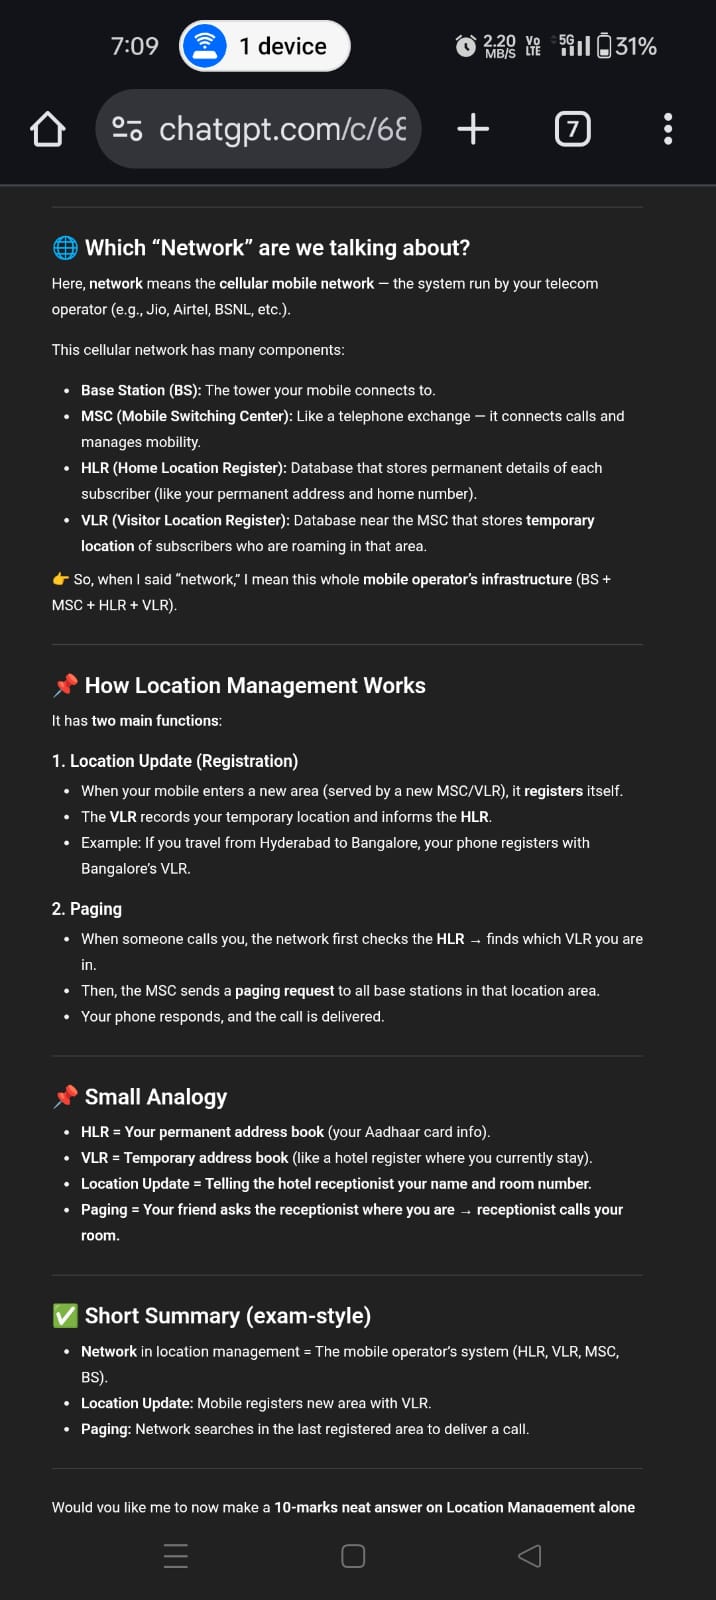 7:09
1 device
2.20 MB/S
Vo LTE
5G
31%
chatgpt.com/c/68
7
Which “Network” are we talking about?
Here, network means the cellular mobile network — the system run by your telecom
operator (e.g., Jio, Airtel, BSNL, etc.).
This cellular network has many components:
• Base Station (BS): The tower your mobile connects to.
• MSC (Mobile Switching Center): Like a telephone exchange — it connects calls and
manages mobility.
• HLR (Home Location Register): Database that stores permanent details of each
subscriber (like your permanent address and home number).
• VLR (Visitor Location Register): Database near the MSC that stores temporary
location of subscribers who are roaming in that area.
👉 So, when I said “network,” I mean this whole mobile operator’s infrastructure (BS +
MSC + HLR + VLR).
📌 How Location Management Works
It has two main functions:
1. Location Update (Registration)
• When your mobile enters a new area (served by a new MSC/VLR), it registers itself.
• The VLR records your temporary location and informs the HLR.
• Example: If you travel from Hyderabad to Bangalore, your phone registers with
Bangalore’s VLR.
2. Paging
• When someone calls you, the network first checks the HLR → finds which VLR you are
in.
• Then, the MSC sends a paging request to all base stations in that location area.
• Your phone responds, and the call is delivered.
📌 Small Analogy
• HLR = Your permanent address book (your Aadhaar card info).
• VLR = Temporary address book (like a hotel register where you currently stay).
• Location Update = Telling the hotel receptionist your name and room number.
• Paging = Your friend asks the receptionist where you are → receptionist calls your
room.
✅ Short Summary (exam-style)
• Network in location management = The mobile operator’s system (HLR, VLR, MSC,
BS).
• Location Update: Mobile registers new area with VLR.
• Paging: Network searches in the last registered area to deliver a call.
Would you like me to now make a 10-marks neat answer on Location Management alone